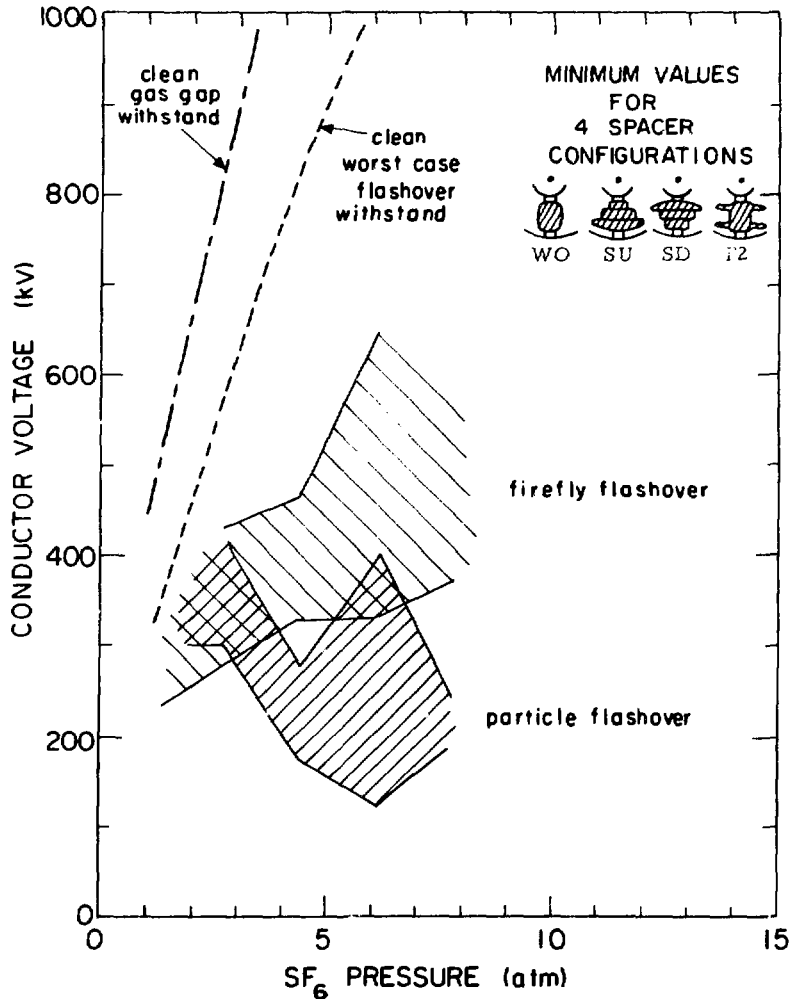 1000
800
600
400
200
0
CONDUCTOR VOLTAGE (kV)
clean
gas gap
withstand
clean
worst case
flashover
withstand
MINIMUM VALUES
FOR
4 SPACER
CONFIGURATIONS
WO SU SD
firefly flashover
particle flashover
0 5 10 15
SF6 PRESSURE (atm)